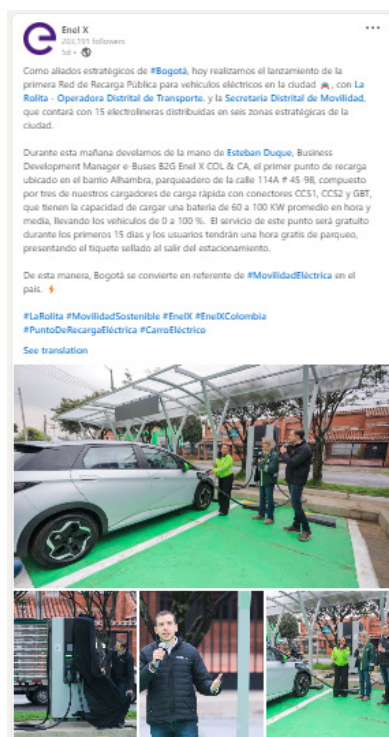 Enel X
203,191 followers
5d •
Como aliados estratégicos de #Bogotá, hoy realizamos el lanzamiento de la
primera Red de Recarga Pública para vehículos eléctricos en la ciudad 🚘, con La
Rolita - Operadora Distrital de Transporte. y la Secretaria Distrital de Movilidad,
que contará con 15 electrolineras distribuidas en seis zonas estratégicas de la
ciudad.
Durante esta mañana develamos de la mano de Esteban Duque, Business
Development Manager e-Buses B2G Enel X COL & CA, el primer punto de recarga
ubicado en el barrio Alhambra, parqueadero de la calle 114A # 45-98, compuesto
por tres de nuestros cargadores de carga rápida con conectores CCS1, CCS2 y GBT,
que tienen la capacidad de cargar una batería de 60 a 100 KW promedio en hora y
media, llevando los vehículos de 0 a 100 %. El servicio de este punto será gratuito
durante los primeros 15 días y los usuarios tendrán una hora gratis de parqueo,
presentando el tiquete sellado al salir del estacionamiento.
De esta manera, Bogotá se convierte en referente de #MovilidadEléctrica en el
país. ⚡
#LaRolita #MovilidadSostenible #EnelX #EnelXColombia
#PuntoDeRecargaEléctrica #CarroEléctrico
See translation